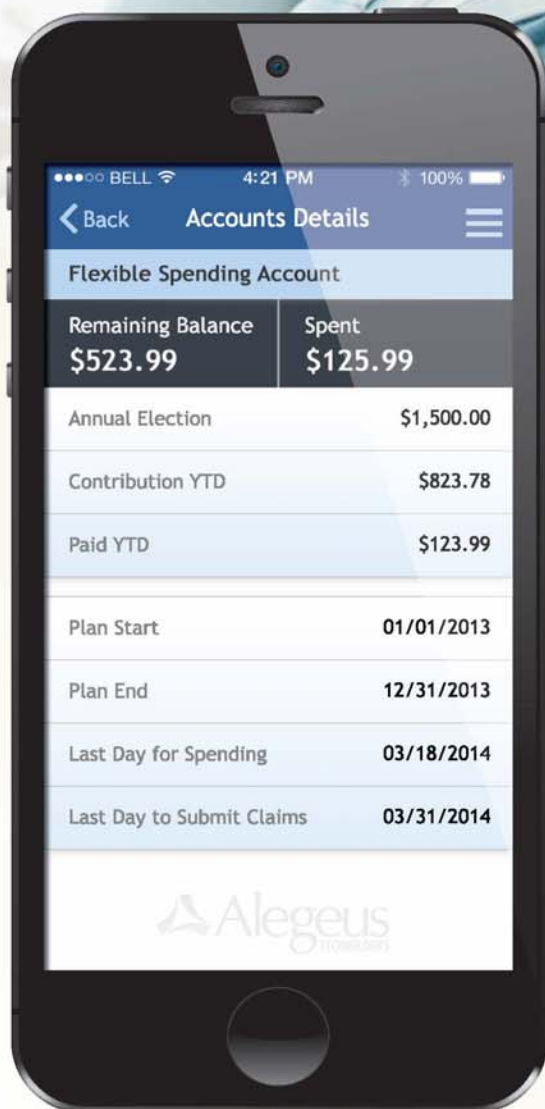 ●●●○○ BELL 4:21 PM 100%
Back Accounts Details
Flexible Spending Account
Remaining Balance Spent
$523.99 $125.99
Annual Election $1,500.00
Contribution YTD $823.78
Paid YTD $123.99
Plan Start 01/01/2013
Plan End 12/31/2013
Last Day for Spending 03/18/2014
Last Day to Submit Claims 03/31/2014
Alegeus
TECHNOLOGIES